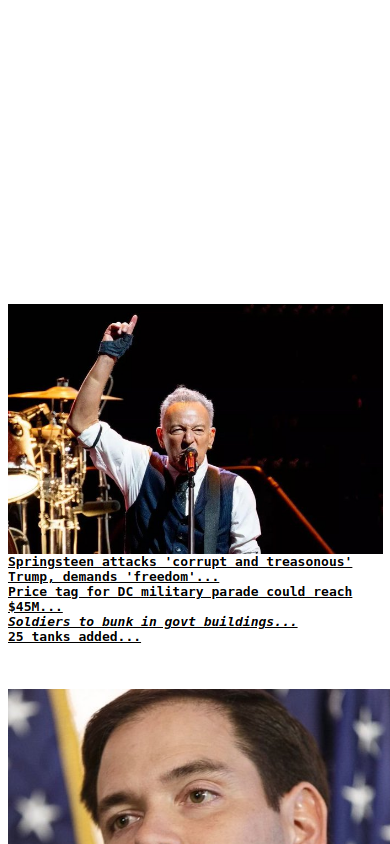 Springsteen attacks 'corrupt and treasonous'
Trump, demands 'freedom'...
Price tag for DC military parade could reach
$45M...
Soldiers to bunk in govt buildings...
25 tanks added...